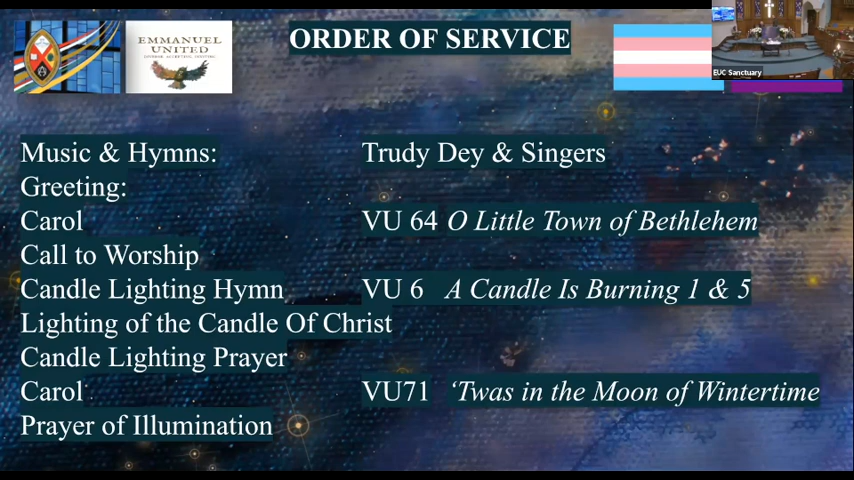 EMMANUEL
UNITED
ORDER OF SERVICE
EUC Sanctuary
Music & Hymns: Trudy Dey & Singers
Greeting:
Carol VU 64 O Little Town of Bethlehem
Call to Worship
Candle Lighting Hymn VU 6 A Candle Is Burning 1 & 5
Lighting of the Candle Of Christ
Candle Lighting Prayer
Carol VU71 ‘Twas in the Moon of Wintertime
Prayer of Illumination